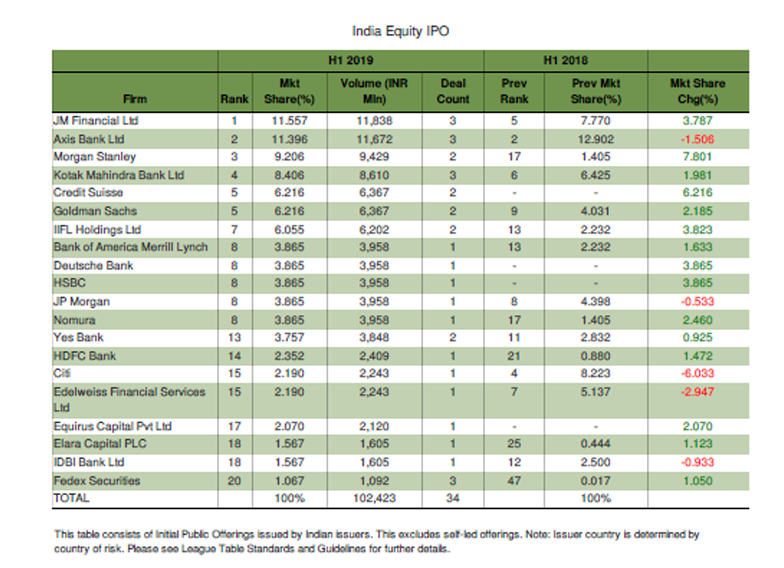 India Equity IPO
H1 2019 H1 2018
Firm Rank Mkt Share(%) Volume (INR Mln) Deal Count Prev Rank Prev Mkt Share(%) Mkt Share Chg(%)
JM Financial Ltd 1 11.557 11,838 3 5 7.770 3.787
Axis Bank Ltd 2 11.396 11,672 3 2 12.902 -1.506
Morgan Stanley 3 9.206 9,429 2 17 1.405 7.801
Kotak Mahindra Bank Ltd 4 8.406 8,610 3 6 6.425 1.981
Credit Suisse 5 6.216 6,367 2 - - 6.216
Goldman Sachs 5 6.216 6,367 2 9 4.031 2.185
IIFL Holdings Ltd 7 6.055 6,202 2 13 2.232 3.823
Bank of America Merrill Lynch 8 3.865 3,958 1 13 2.232 1.633
Deutsche Bank 8 3.865 3,958 1 - - 3.865
HSBC 8 3.865 3,958 1 - - 3.865
JP Morgan 8 3.865 3,958 1 8 4.398 -0.533
Nomura 8 3.865 3,958 1 17 1.405 2.460
Yes Bank 13 3.757 3,848 2 11 2.832 0.925
HDFC Bank 14 2.352 2,409 1 21 0.880 1.472
Citi 15 2.190 2,243 1 4 8.223 -6.033
Edelweiss Financial Services Ltd 15 2.190 2,243 1 7 5.137 -2.947
Equirus Capital Pvt Ltd 17 2.070 2,120 1 - - 2.070
Elara Capital PLC 18 1.567 1,605 1 25 0.444 1.123
IDBI Bank Ltd 18 1.567 1,605 1 12 2.500 -0.933
Fedex Securities 20 1.067 1,092 3 47 0.017 1.050
TOTAL 100% 102,423 34 100%
This table consists of Initial Public Offerings issued by Indian issuers. This excludes self-led offerings. Note: Issuer country is determined by
country of risk. Please see League Table Standards and Guidelines for further details.